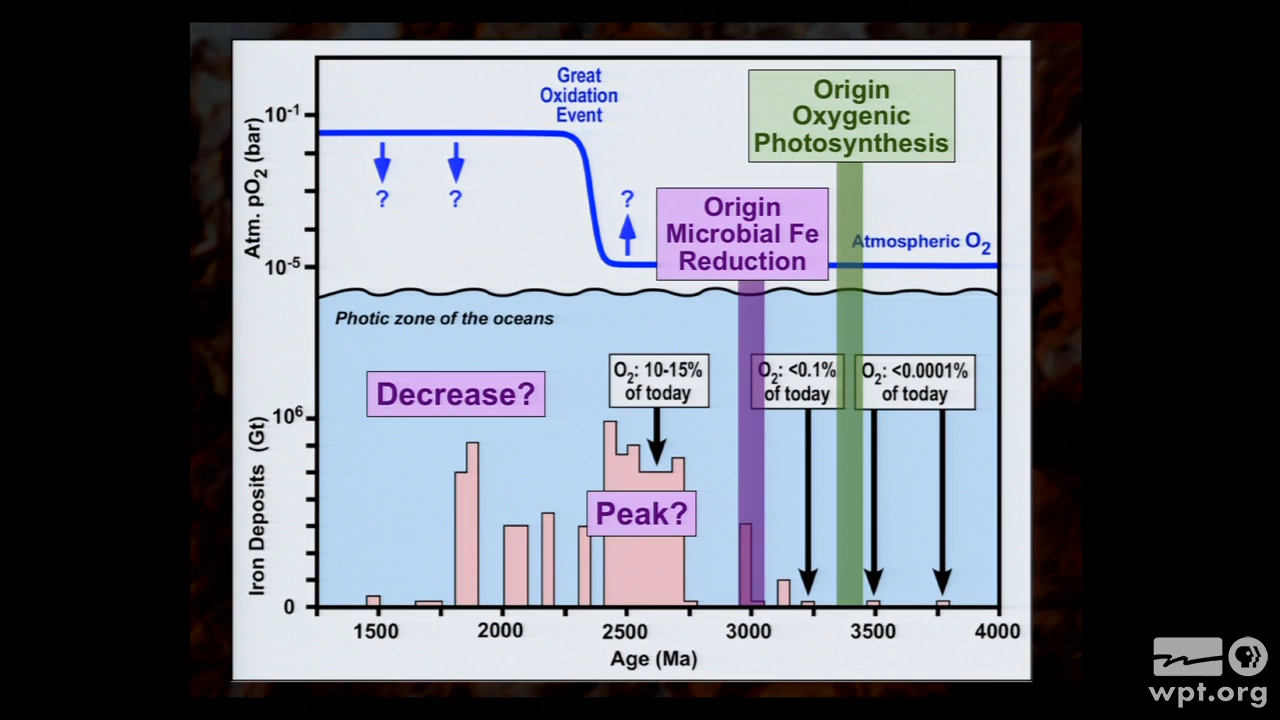 Great
Oxidation
Event
Origin
Oxygenic
Photosynthesis
10-1
Atm. pO2 (bar)
?
?
?
Origin
Microbial Fe
Reduction
Atmospheric O2
10-5
Photic zone of the oceans
O2: 10-15%
of today
O2: <0.1%
of today
O2: <0.0001%
of today
Decrease?
106
Iron Deposits (Gt)
Peak?
0
1500
2000
2500
3000
3500
4000
Age (Ma)
wpt.org